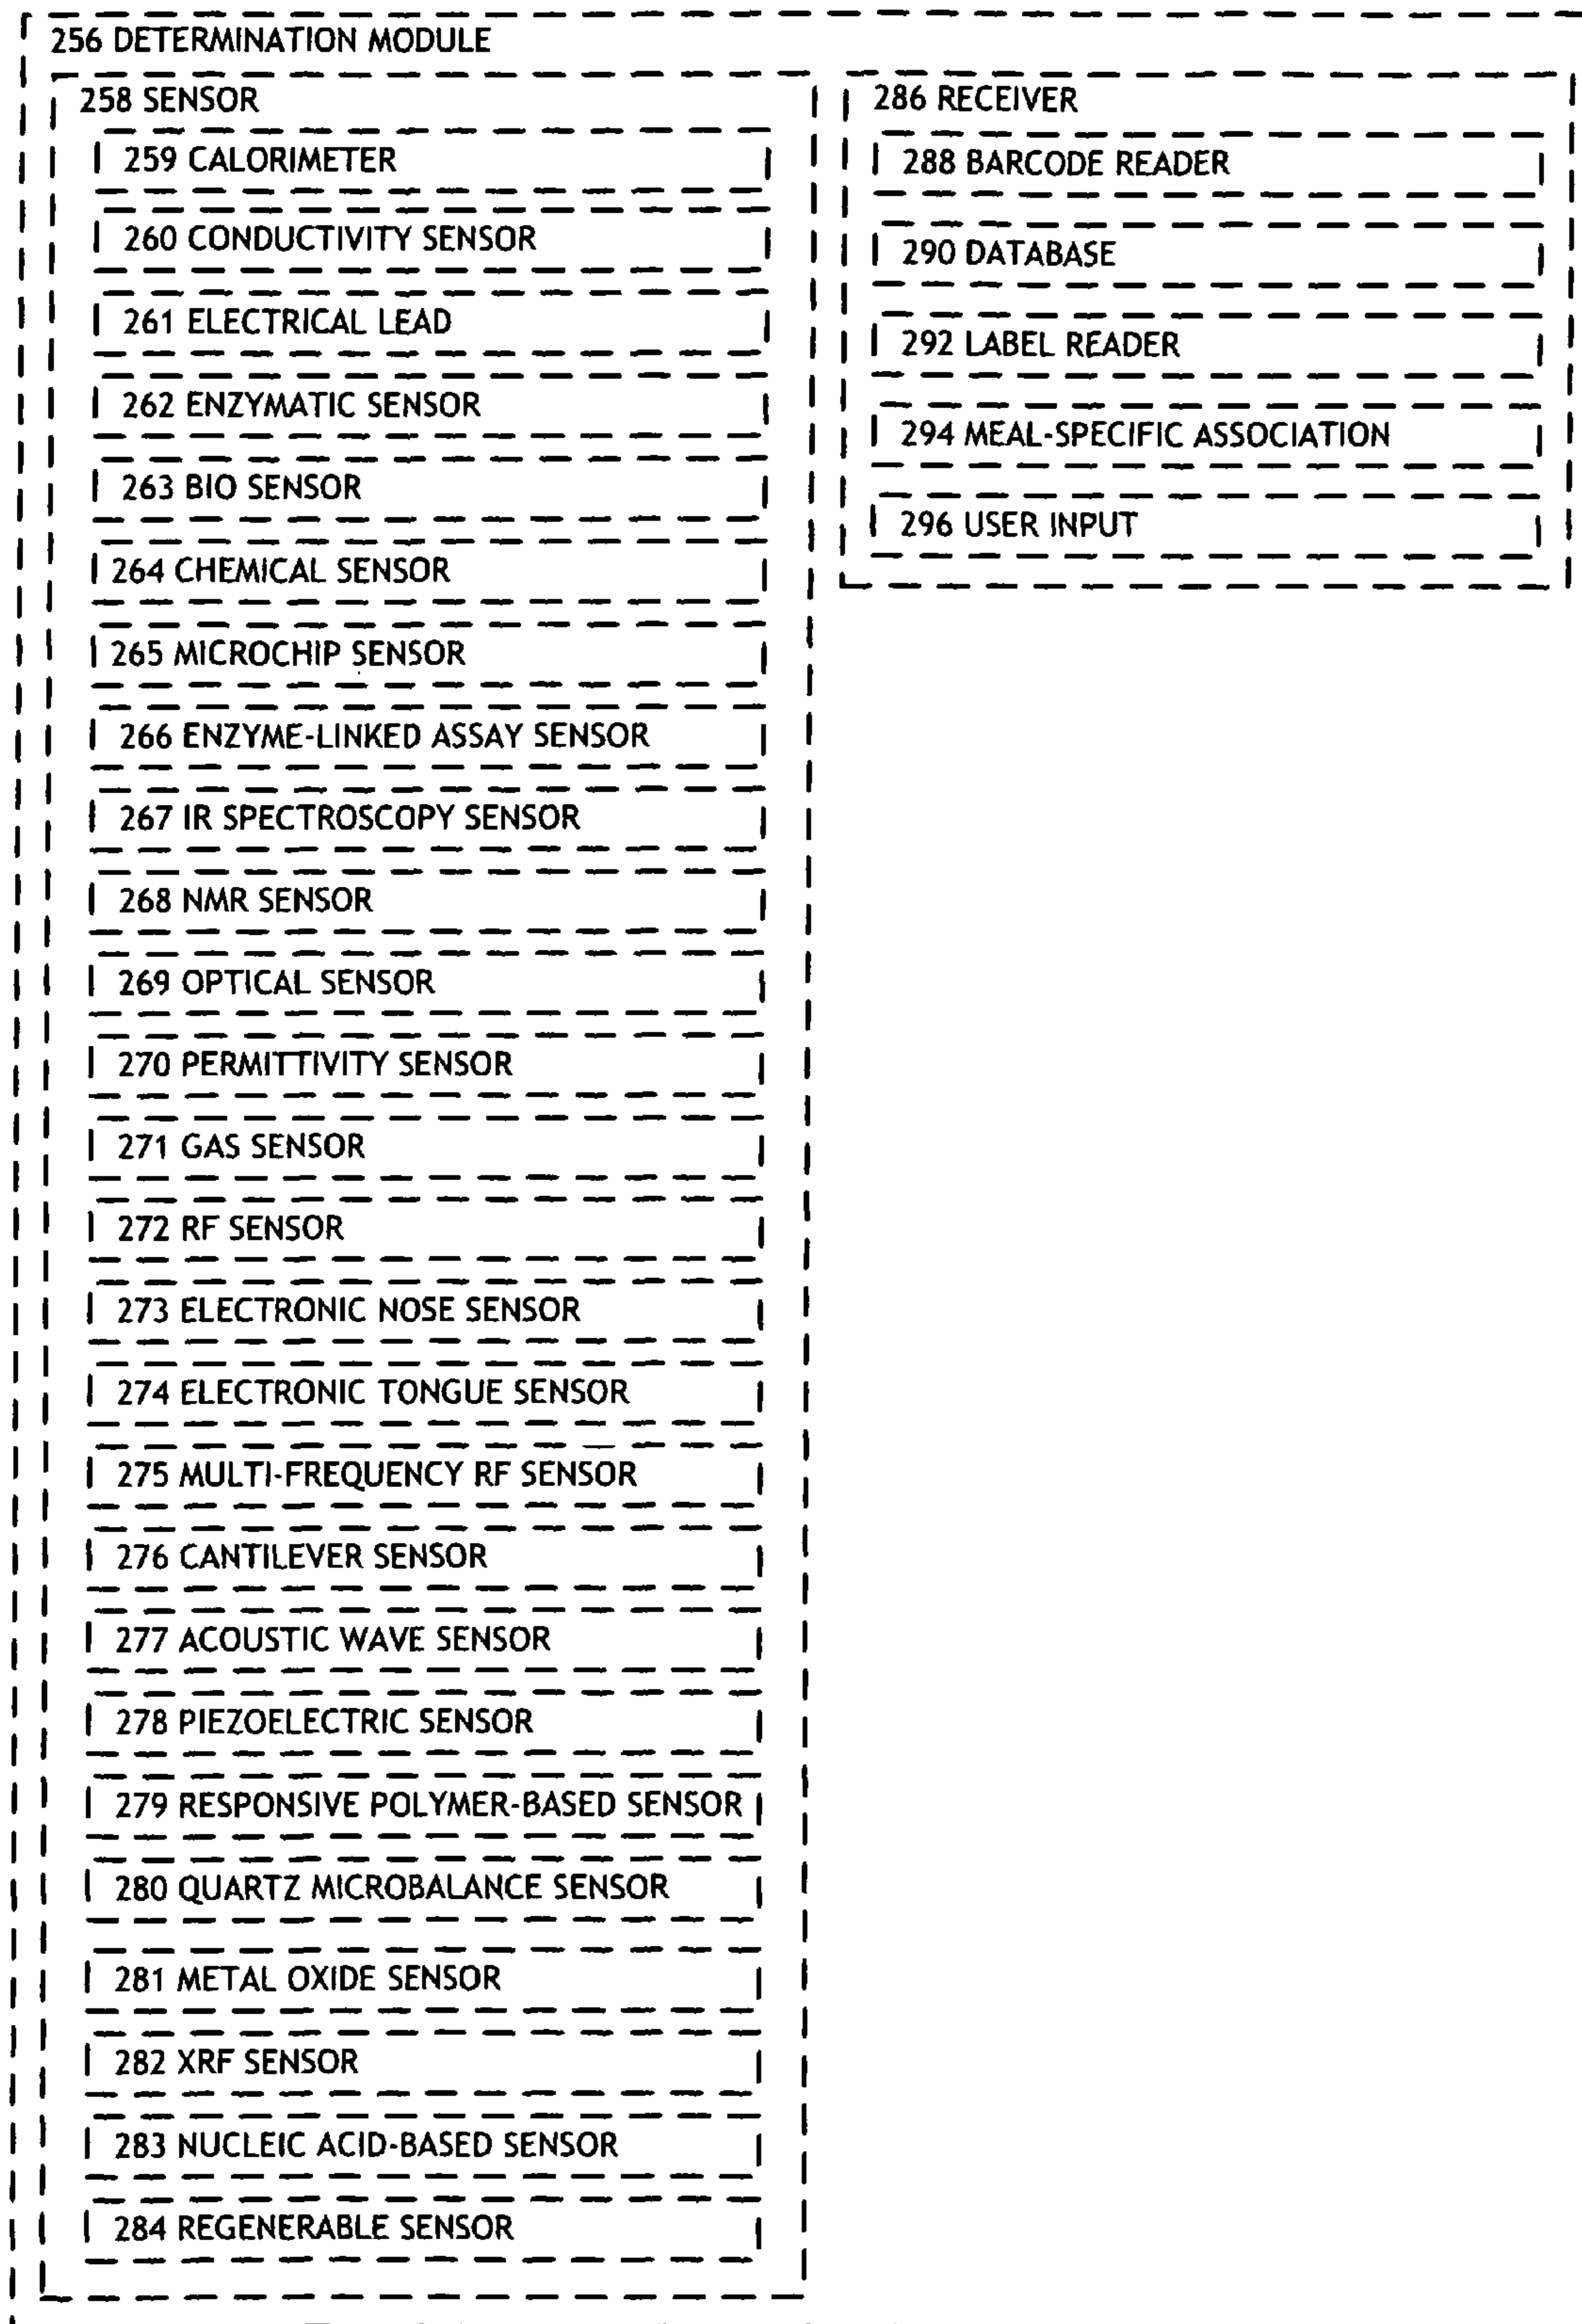 256 DETERMINATION MODULE
258 SENSOR
259 CALORIMETER
260 CONDUCTIVITY SENSOR
261 ELECTRICAL LEAD
262 ENZYMATIC SENSOR
263 BIO SENSOR
264 CHEMICAL SENSOR
265 MICROCHIP SENSOR
266 ENZYME-LINKED ASSAY SENSOR
267 IR SPECTROSCOPY SENSOR
268 NMR SENSOR
269 OPTICAL SENSOR
270 PERMITTIVITY SENSOR
271 GAS SENSOR
272 RF SENSOR
273 ELECTRONIC NOSE SENSOR
274 ELECTRONIC TONGUE SENSOR
275 MULTI-FREQUENCY RF SENSOR
276 CANTILEVER SENSOR
277 ACOUSTIC WAVE SENSOR
278 PIEZOELECTRIC SENSOR
279 RESPONSIVE POLYMER-BASED SENSOR
280 QUARTZ MICROBALANCE SENSOR
281 METAL OXIDE SENSOR
282 XRF SENSOR
283 NUCLEIC ACID-BASED SENSOR
284 REGENERABLE SENSOR
286 RECEIVER
288 BARCODE READER
290 DATABASE
292 LABEL READER
294 MEAL-SPECIFIC ASSOCIATION
296 USER INPUT